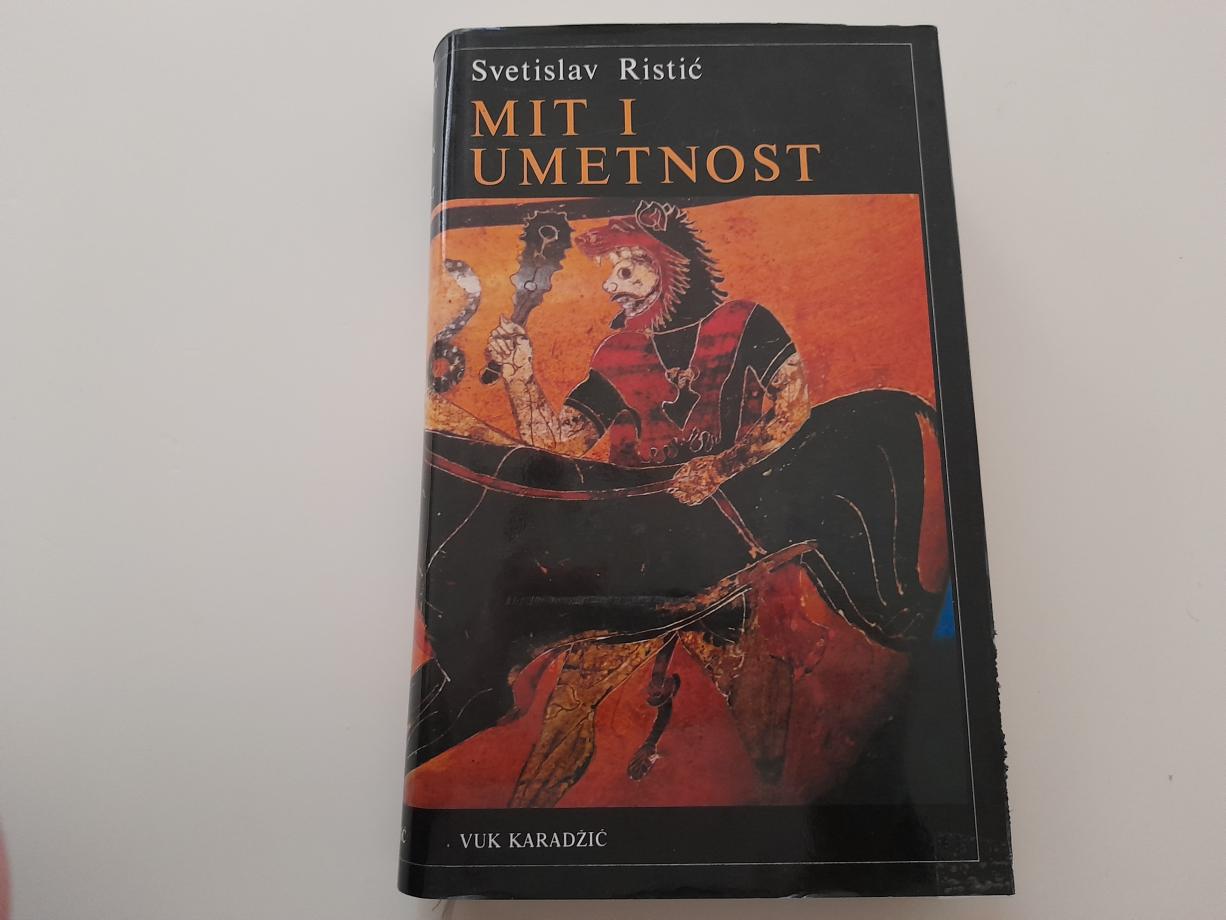 Svetislav Ristić
MIT I
UMETNOST
VUK KARADŽIĆ